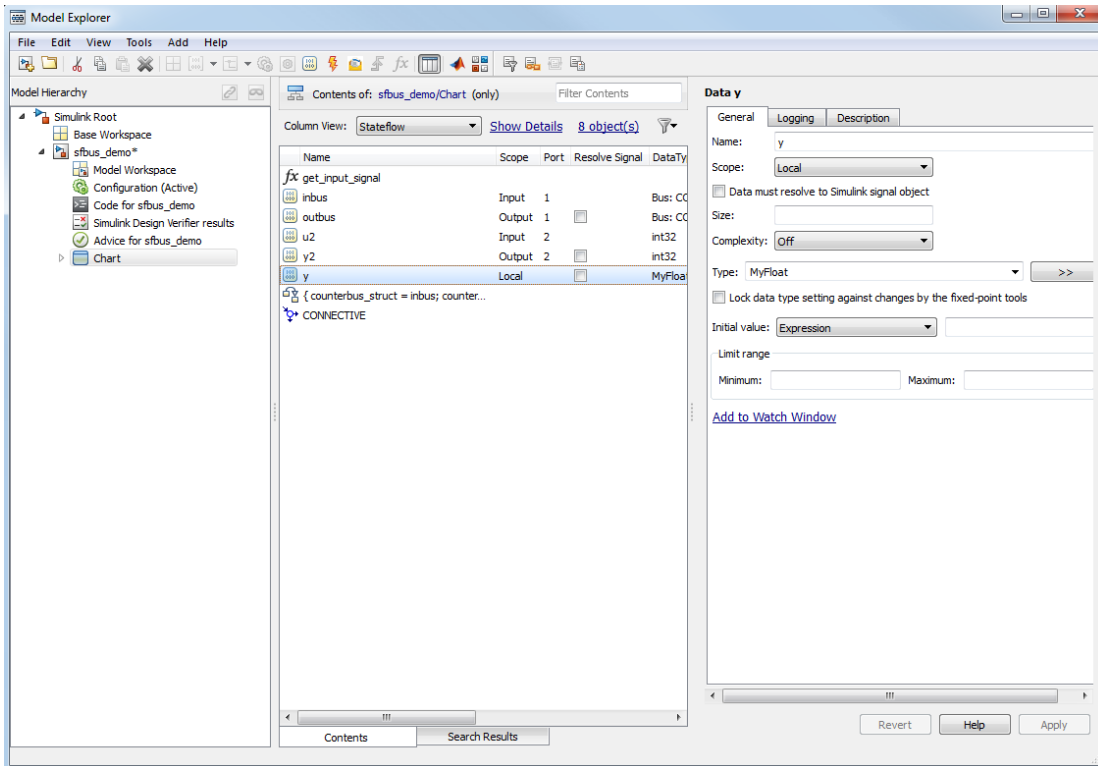 Model Explorer
File Edit View Tools Add Help
Model Hierarchy
Simulink Root
Base Workspace
sfbus_demo*
Model Workspace
Configuration (Active)
Code for sfbus_demo
Simulink Design Verifier results
Advice for sfbus_demo
Chart
Contents of: sfbus_demo/Chart (only) Filter Contents
Column View: Stateflow Show Details 8 object(s)
Name Scope Port Resolve Signal DataTy
fx get_input_signal
inbus Input 1 Bus: CO
outbus Output 1 Bus: CO
u2 Input 2 int32
y2 Output 2 int32
y Local MyFloat
{ counterbus_struct = inbus; counter...
CONNECTIVE
Contents Search Results
Data y
General Logging Description
Name: y
Scope: Local
Data must resolve to Simulink signal object
Size:
Complexity: Off
Type: MyFloat >>
Lock data type setting against changes by the fixed-point tools
Initial value: Expression
Limit range
Minimum: Maximum:
Add to Watch Window
Revert Help Apply